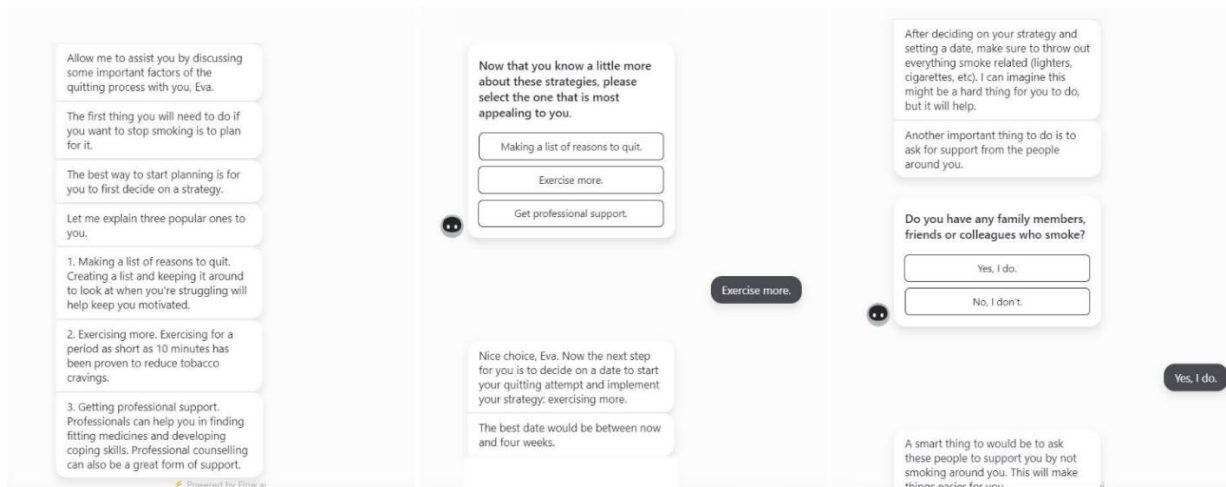 Allow me to assist you by discussing
some important factors of the
quitting process with you, Eva.
The first thing you will need to do if
you want to stop smoking is to plan
for it.
The best way to start planning is for
you to first decide on a strategy.
Let me explain three popular ones to
you.
1. Making a list of reasons to quit.
Creating a list and keeping it around
to look at when you're struggling will
help keep you motivated.
2. Exercising more. Exercising for a
period as short as 10 minutes has
been proven to reduce tobacco
cravings.
3. Getting professional support.
Professionals can help you in finding
fitting medicines and developing
coping skills. Professional counselling
can also be a great form of support.
Powered by Flow.ai
Now that you know a little more
about these strategies, please
select the one that is most
appealing to you.
Making a list of reasons to quit.
Exercise more.
Get professional support.
Exercise more.
Nice choice, Eva. Now the next step
for you is to decide on a date to start
your quitting attempt and implement
your strategy: exercising more.
The best date would be between now
and four weeks.
After deciding on your strategy and
setting a date, make sure to throw out
everything smoke related (lighters,
cigarettes, etc). I can imagine this
might be a hard thing for you to do,
but it will help.
Another important thing to do is to
ask for support from the people
around you.
Do you have any family members,
friends or colleagues who smoke?
Yes, I do.
No, I don't.
Yes, I do.
A smart thing to would be to ask
these people to support you by not
smoking around you. This will make
things easier for you.